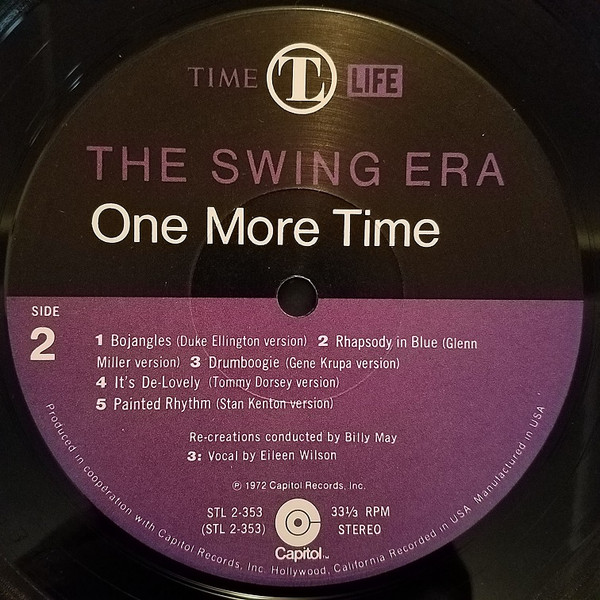 TIME TL LIFE
THE SWING ERA
One More Time
SIDE
2
1 Bojangles (Duke Ellington version) 2 Rhapsody in Blue (Glenn
Miller version) 3 Drumboogie (Gene Krupa version)
4 It's De-Lovely (Tommy Dorsey version)
5 Painted Rhythm (Stan Kenton version)
Re-creations conducted by Billy May
3: Vocal by Eileen Wilson
℗ 1972 Capitol Records, Inc.
STL 2-353 33⅓ RPM
(STL 2-353) STEREO
Capitol™
Produced in cooperation with Capitol Records, Inc. Hollywood, California Recorded in USA Manufactured in USA